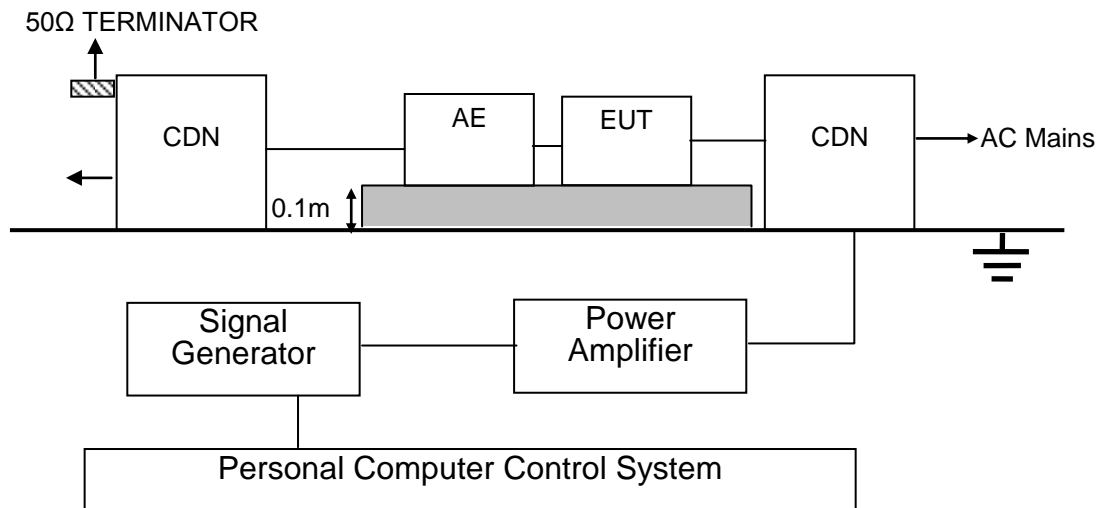 50Ω TERMINATOR
CDN
AE
EUT
CDN
AC Mains
0.1m
Signal
Generator
Power
Amplifier
Personal Computer Control System